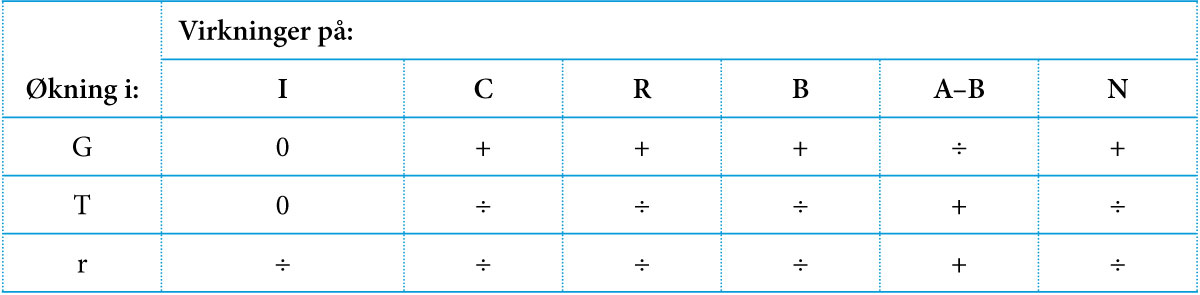 Virkninger på:
Økning i: I C R B A–B N
G 0 + + + ÷ +
T 0 ÷ ÷ ÷ + ÷
r ÷ ÷ ÷ ÷ + ÷